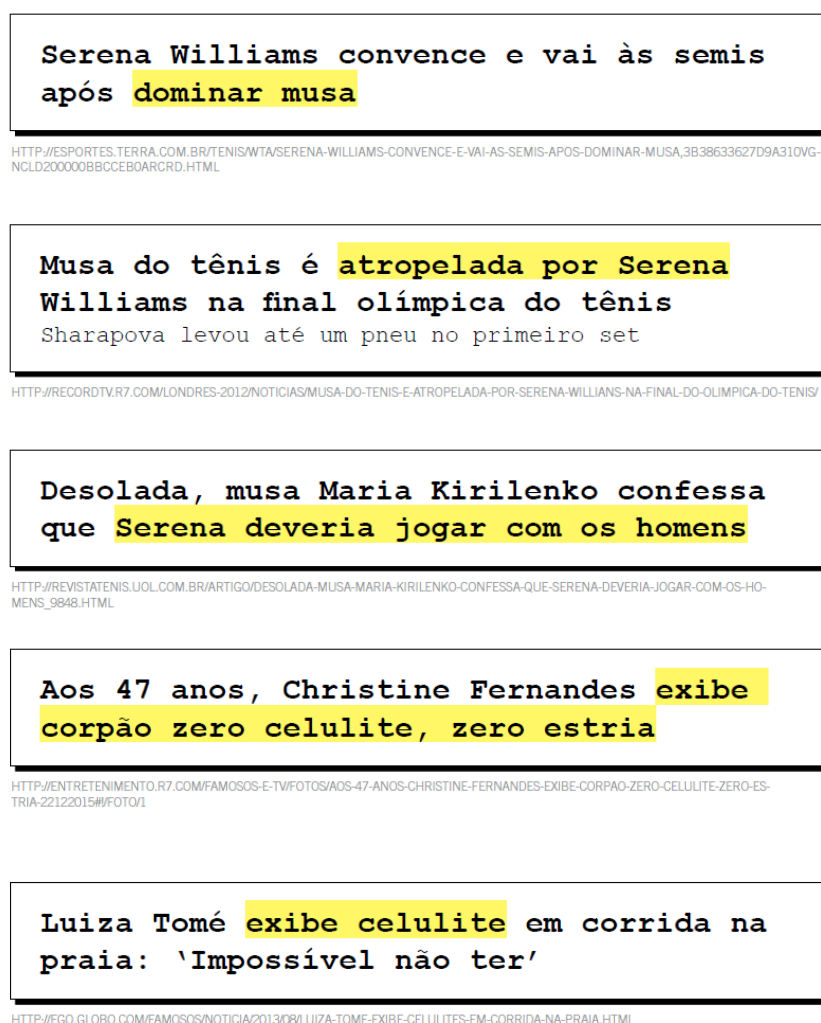 Serena Williams convence e vai às semis
após dominar musa
HTTP://ESPORTES.TERRA.COM.BR/TENIS/WTA/SERENA-WILLIAMS-CONVENCE-E-VAI-AS-SEMIS-APOS-DOMINAR-MUSA,3B38633627D9A310VG-
NCLD200000BBCCEB0ARCRD.HTML
Musa do tênis é atropelada por Serena
Williams na final olímpica do tênis
Sharapova levou até um pneu no primeiro set
HTTP://RECORDTV.R7.COM/LONDRES-2012/NOTICIAS/MUSA-DO-TENIS-E-ATROPELADA-POR-SERENA-WILLIANS-NA-FINAL-DO-OLIMPICA-DO-TENIS/
Desolada, musa Maria Kirilenko confessa
que Serena deveria jogar com os homens
HTTP://REVISTATENIS.UOL.COM.BR/ARTIGO/DESOLADA-MUSA-MARIA-KIRILENKO-CONFESSA-QUE-SERENA-DEVERIA-JOGAR-COM-OS-HO-
MENS_9848.HTML
Aos 47 anos, Christine Fernandes exibe
corpão zero celulite, zero estria
HTTP://ENTRETENIMENTO.R7.COM/FAMOSOS-E-TV/FOTOS/AOS-47-ANOS-CHRISTINE-FERNANDES-EXIBE-CORPAO-ZERO-CELULITE-ZERO-ES-
TRIA-22122015#!/FOTO/1
Luiza Tomé exibe celulite em corrida na
praia: ‘Impossível não ter’
HTTP://EGO.GLOBO.COM/FAMOSOS/NOTICIA/2013/08/LUIZA-TOME-EXIBE-CELULITES-EM-CORRIDA-NA-PRAIA.HTML